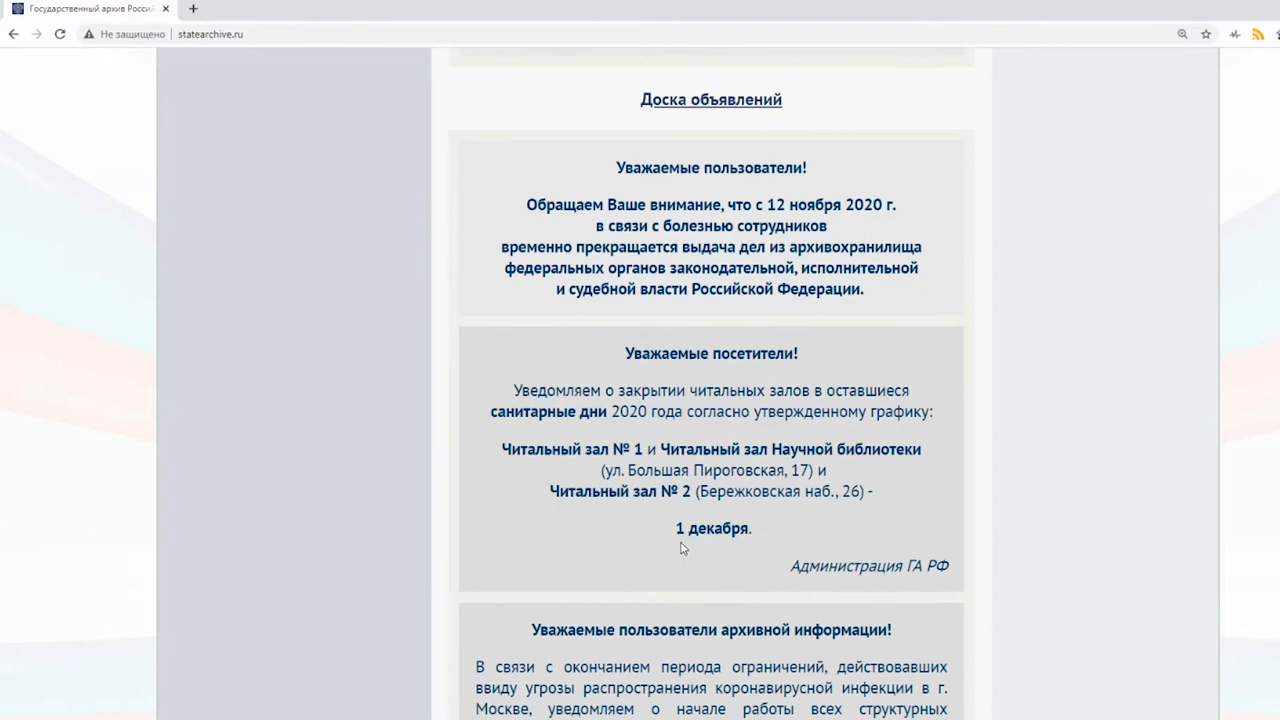 Государственный архив Росси
Не защищено
statearchive.ru
Доска объявлений
Уважаемые пользователи!
Обращаем Ваше внимание, что с 12 ноября 2020 г.
в связи с болезнью сотрудников
временно прекращается выдача дел из архивохранилища
федеральных органов законодательной, исполнительной
и судебной власти Российской Федерации.
Уважаемые посетители!
Уведомляем о закрытии читальных залов в оставшиеся
санитарные дни 2020 года согласно утвержденному графику:
Читальный зал № 1 и Читальный зал Научной библиотеки
(ул. Большая Пироговская, 17) и
Читальный зал № 2 (Бережковская наб., 26) -
1 декабря.
Администрация ГА РФ
Уважаемые пользователи архивной информации!
В связи с окончанием периода ограничений, действовавших
ввиду угрозы распространения коронавирусной инфекции в г.
Москве, уведомляем о начале работы всех структурных